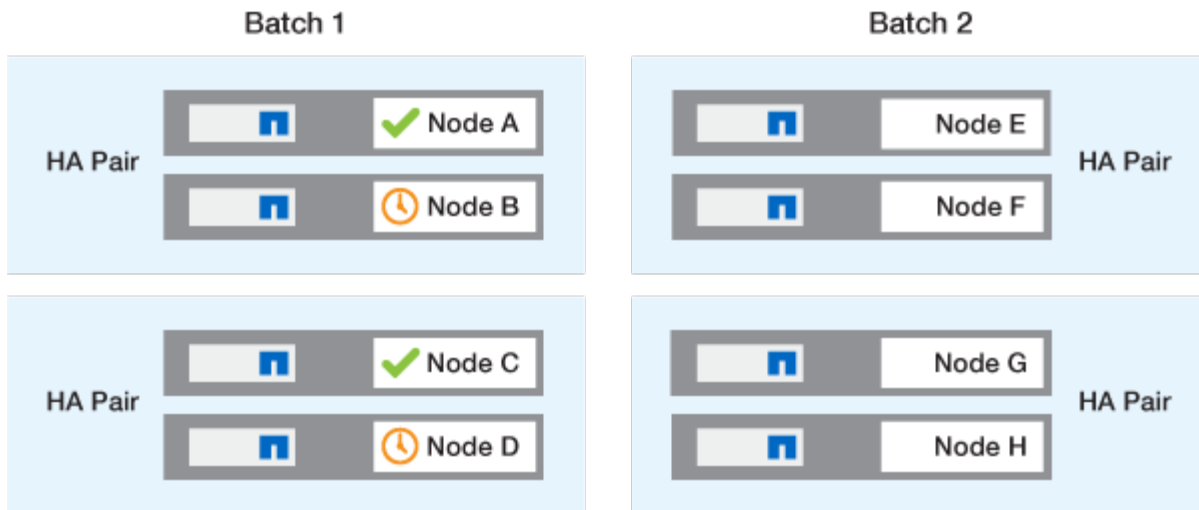 Batch 1
HA Pair
Node A
Node B
HA Pair
Node C
Node D
Batch 2
Node E
Node F
HA Pair
Node G
Node H
HA Pair